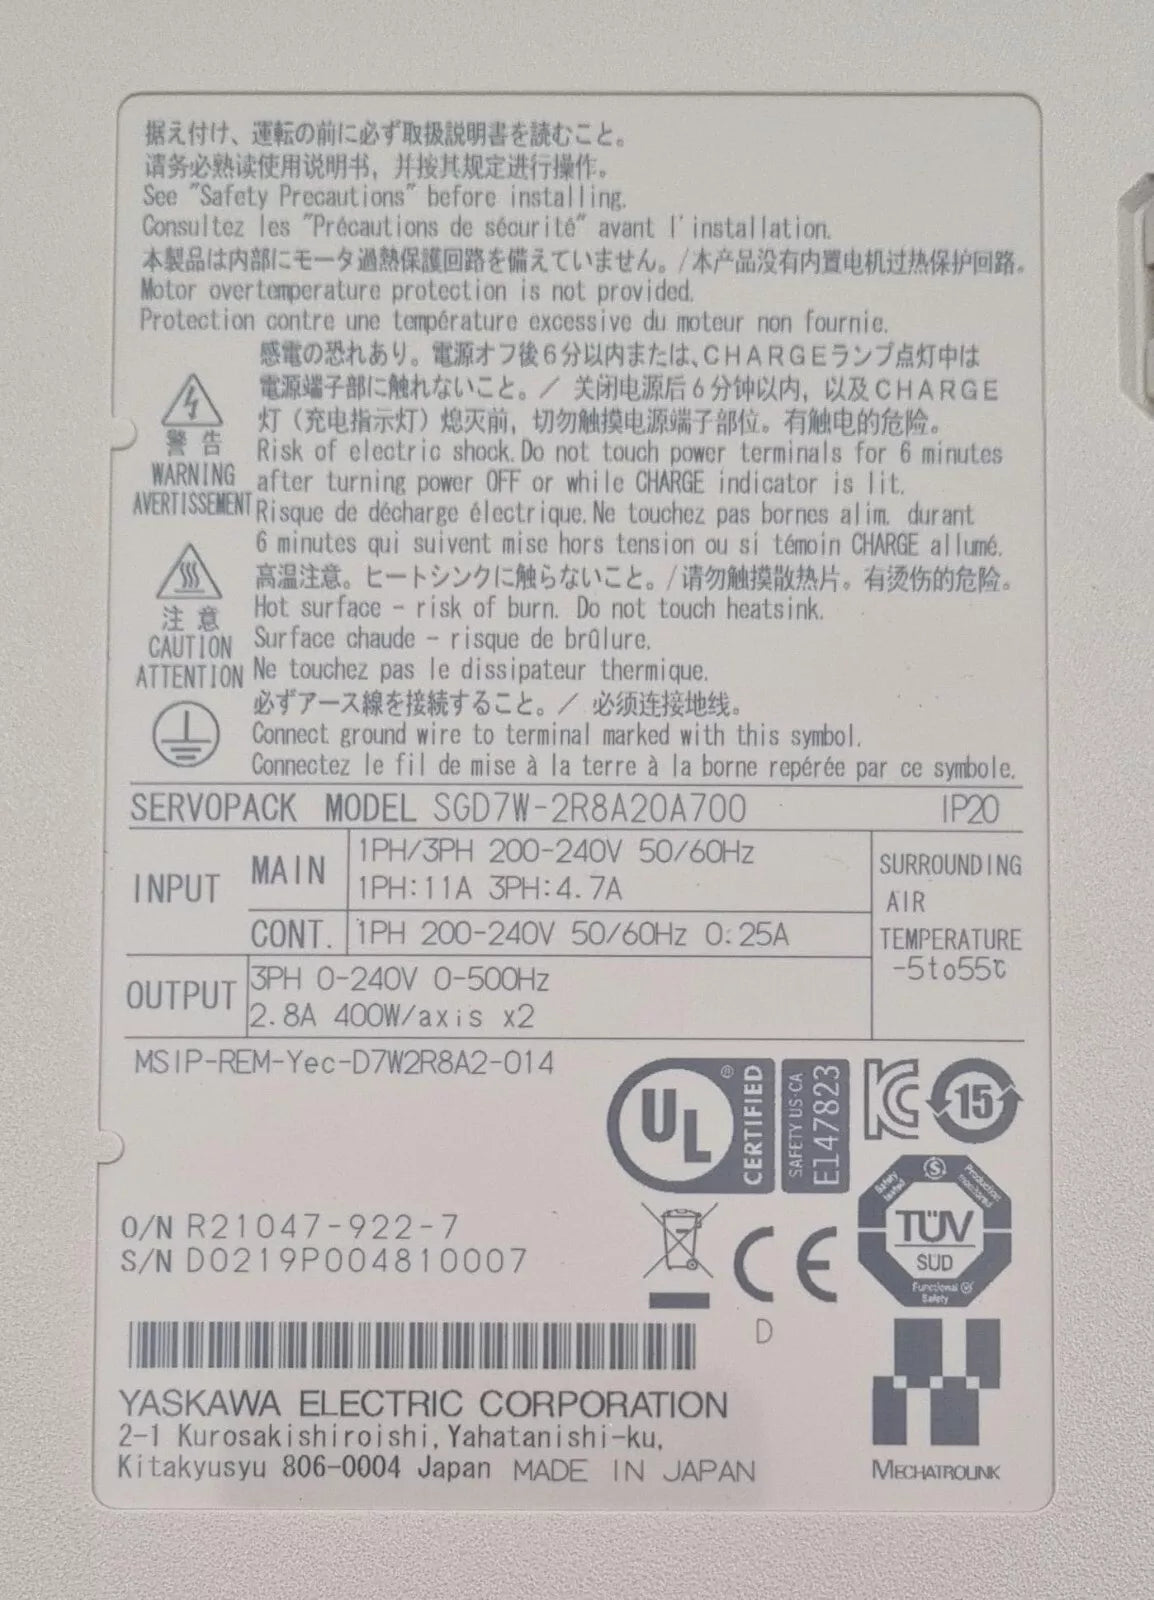 据え付け、運転の前に必ず取扱説明書を読むこと。
请务必熟读使用说明书，并按其规定进行操作。
See "Safety Precautions" before installing.
Consultez les "Précautions de sécurité" avant l'installation.
本製品は内部にモータ過熱保護回路を備えていません。/本产品没有内置电机过热保护回路。
Motor overtemperature protection is not provided.
Protection contre une température excessive du moteur non fournie.
感電の恐れあり。電源オフ後6分以内または、CHARGEランプ点灯中は
電源端子部に触れないこと。/ 关闭电源后6分钟以内，以及CHARGE
灯（充电指示灯）熄灭前，切勿触摸电源端子部位。有触电的危险。
警告
WARNING
AVERTISSEMENT
Risk of electric shock. Do not touch power terminals for 6 minutes
after turning power OFF or while CHARGE indicator is lit.
Risque de décharge électrique. Ne touchez pas bornes alim. durant
6 minutes qui suivent mise hors tension ou si témoin CHARGE allumé.
高温注意。ヒートシンクに触らないこと。/请勿触摸散热片。有烫伤的危险。
注意
CAUTION
ATTENTION
Hot surface - risk of burn. Do not touch heatsink.
Surface chaude - risque de brûlure.
Ne touchez pas le dissipateur thermique.
必ずアース線を接続すること。/ 必须连接地线。
Connect ground wire to terminal marked with this symbol.
Connectez le fil de mise à la terre à la borne repérée par ce symbole.
SERVOPACK MODEL SGD7W-2R8A20A700 IP20
INPUT
MAIN
1PH/3PH 200-240V 50/60Hz
1PH:11A 3PH:4.7A
CONT.
1PH 200-240V 50/60Hz 0.25A
SURROUNDING
AIR
TEMPERATURE
-5to55℃
OUTPUT
3PH 0-240V 0-500Hz
2.8A 400W/axis x2
MSIP-REM-Yec-D7W2R8A2-014
UL ® CERTIFIED
SAFETY US-CA
E147823
KC
15
Safety tested
S
Production monitored
TÜV
SÜD
Functional
Safety
O/N R21047-922-7
S/N D0219P004810007
CE
D
YASKAWA ELECTRIC CORPORATION
2-1 Kurosakishiroishi, Yahatanishi-ku,
Kitakyusyu 806-0004 Japan MADE IN JAPAN
MECHATROLINK